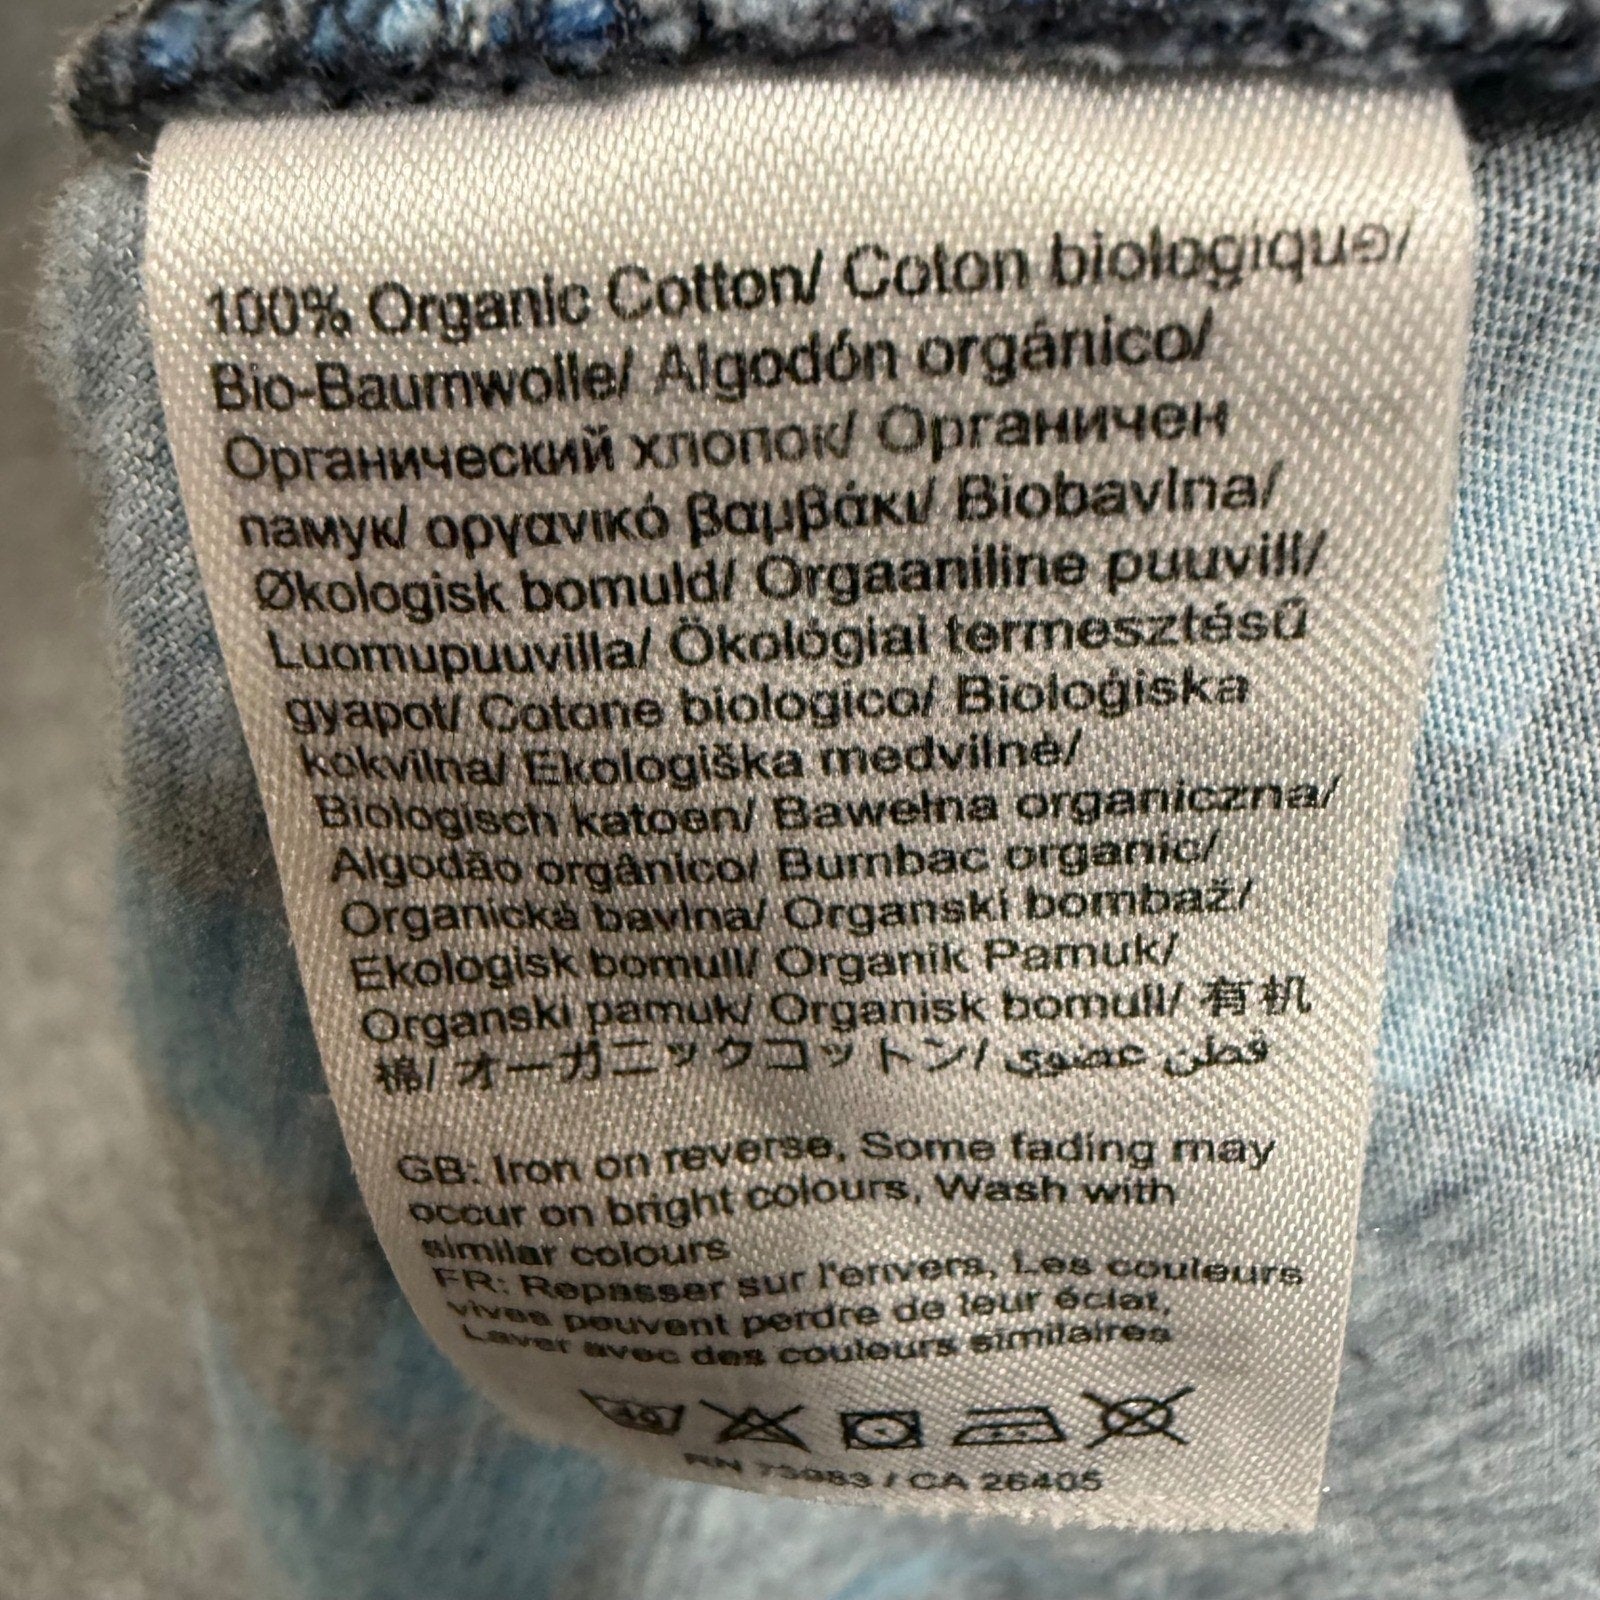 100% Organic Cotton/ Coton biologique/
Bio-Baumwolle/ Algodón orgánico/
Органический хлопок/ Органичен
памук/ οργανικό βαμβάκι/ Biobavlna/
Økologisk bomuld/ Orgaaniline puuvill/
Luomupuuvilla/ Ökológiai termesztésű
gyapot/ Cotone biologico/ Bioloģiska
kokvilna/ Ekologiška medvilnė/
Biologisch katoen/ Bawełna organiczna/
Algodão orgânico/ Bumbac organic/
Organická bavlna/ Organski bombaž/
Ekologisk bomull/ Organik Pamuk/
Organski pamuk/ Organisk bomull/ 有机
棉/ オーガニックコットン/ قطن عضوي
GB: Iron on reverse, Some fading may
occur on bright colours, Wash with
similar colours
FR: Repasser sur l'envers, Les couleurs
vives peuvent perdre de leur éclat,
Laver avec des couleurs similaires
40
RN 73983 / CA 26405